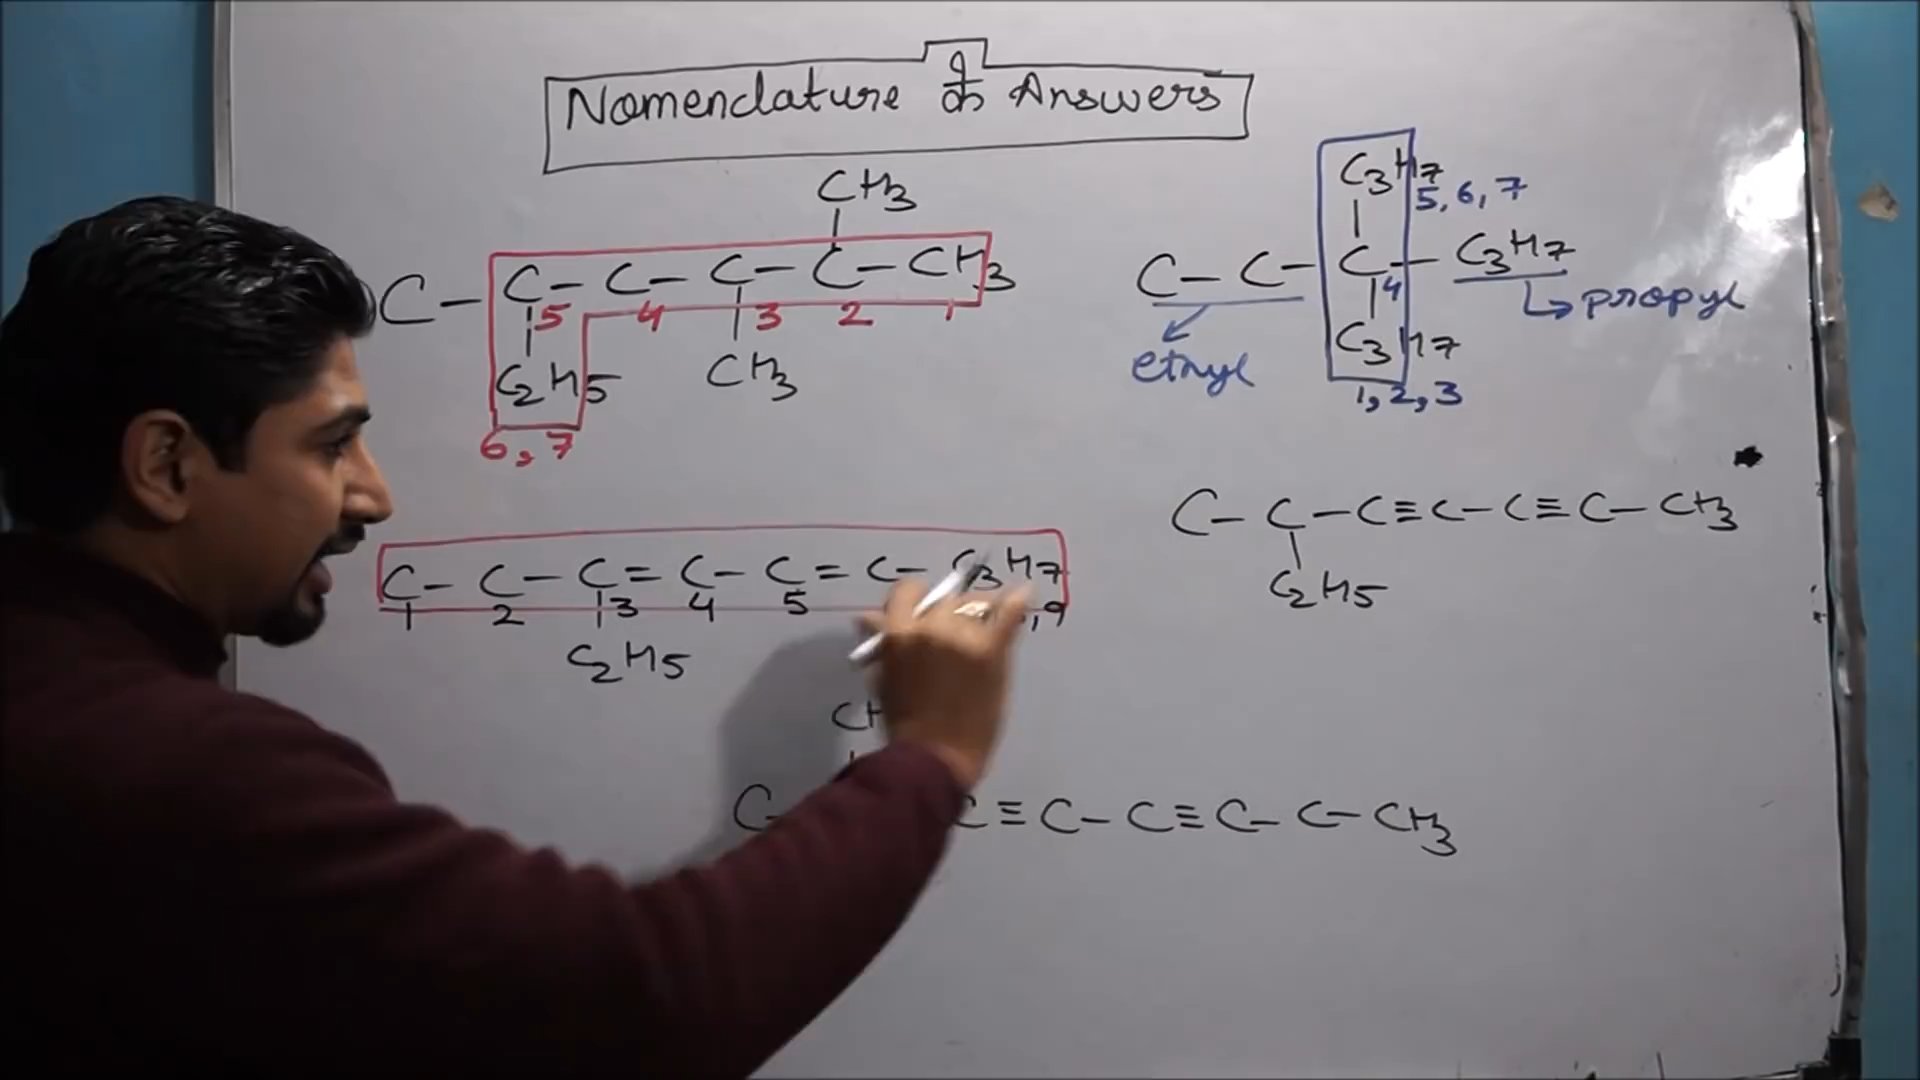 Nomenclature के Answers
CH3
C - C - C - C - C - CH3
5 4 3 2 1
C2H5 CH3
6, 7
C3H7
5, 6, 7
C - C - C - C3H7
4
ethyl
propyl
C3H7
1, 2, 3
C - C = C - C = C - C3H7
1 2 3 4 5 9
C2H5
C - C - C ≡ C - C ≡ C - CH3
C2H5
C -
C ≡ C - C ≡ C - C - CH3